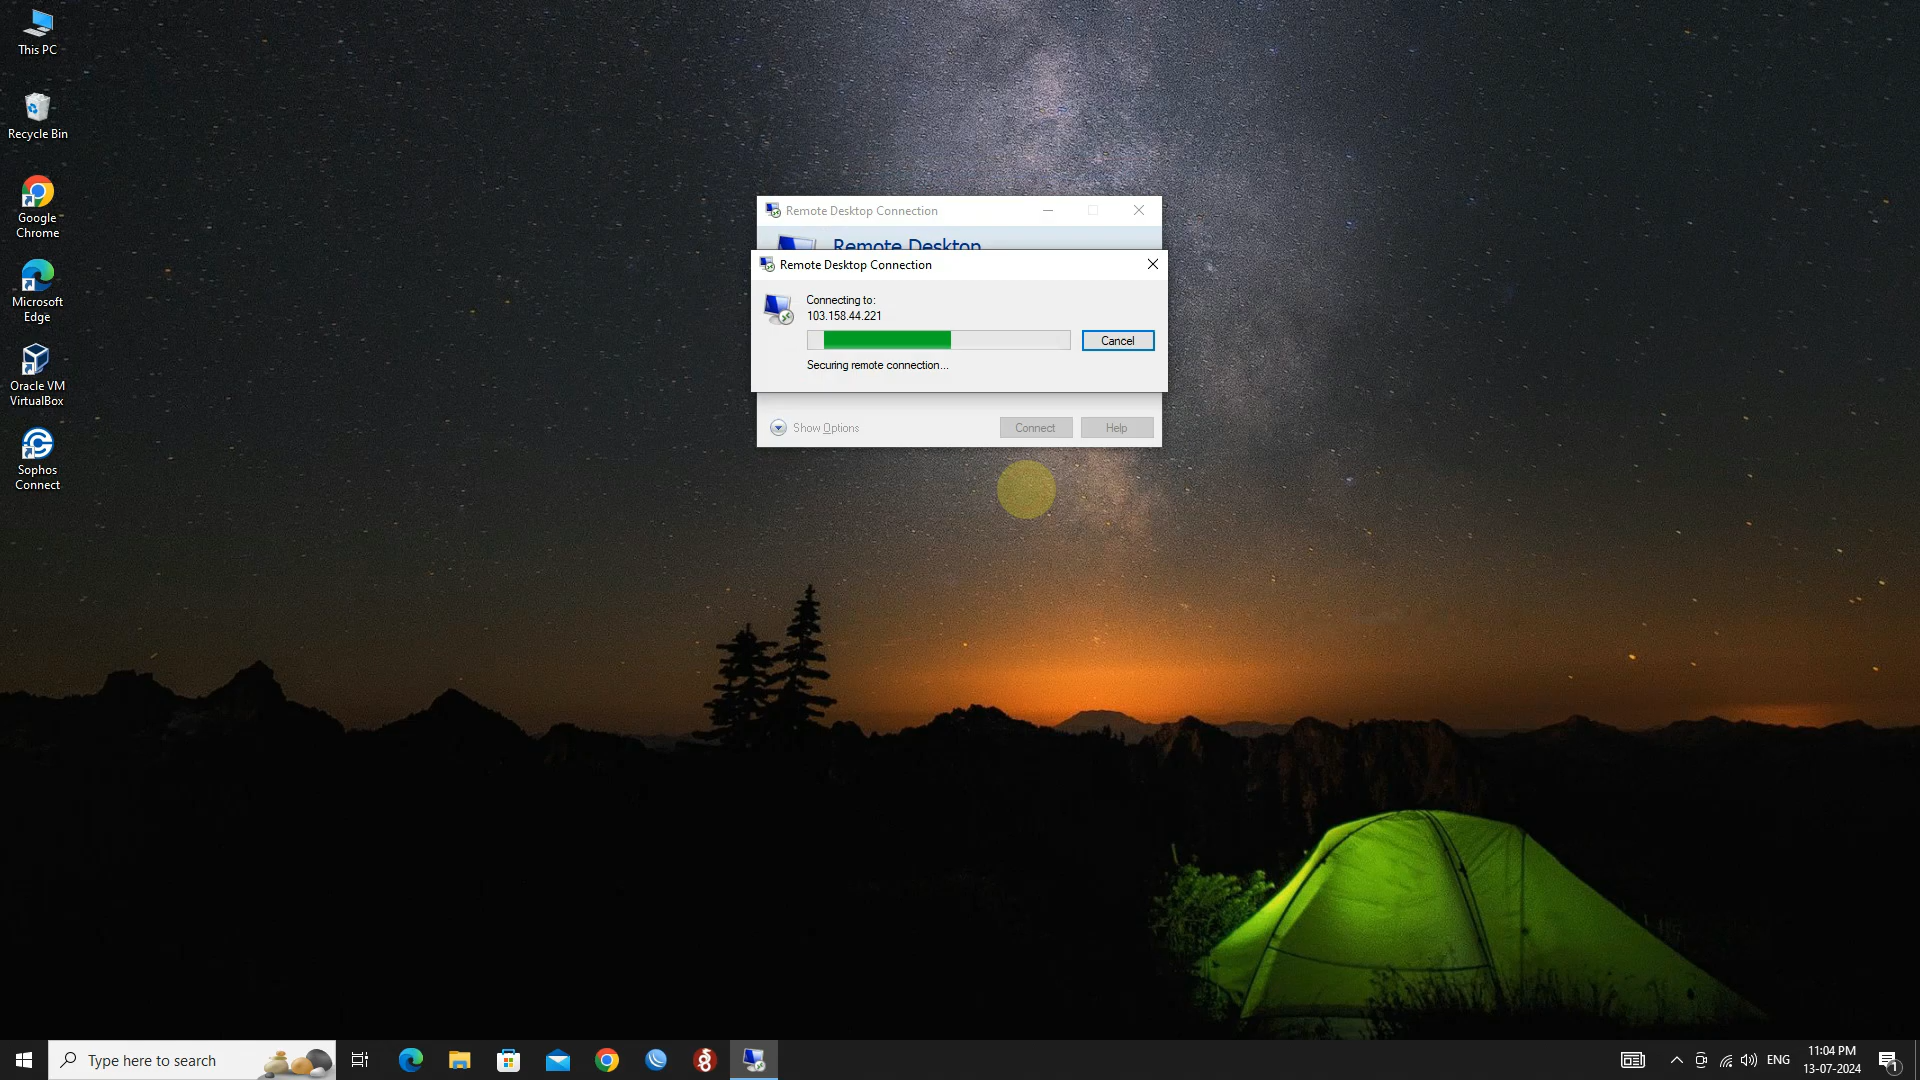 This PC
Recycle Bin
Google
Chrome
Microsoft
Edge
Oracle VM
VirtualBox
Sophos
Connect
Remote Desktop Connection
Remote Desktop
Remote Desktop Connection
Connecting to:
103.158.44.221
Cancel
Securing remote connection...
Show Options
Connect
Help
Type here to search
ENG
11:04 PM
13-07-2024
1